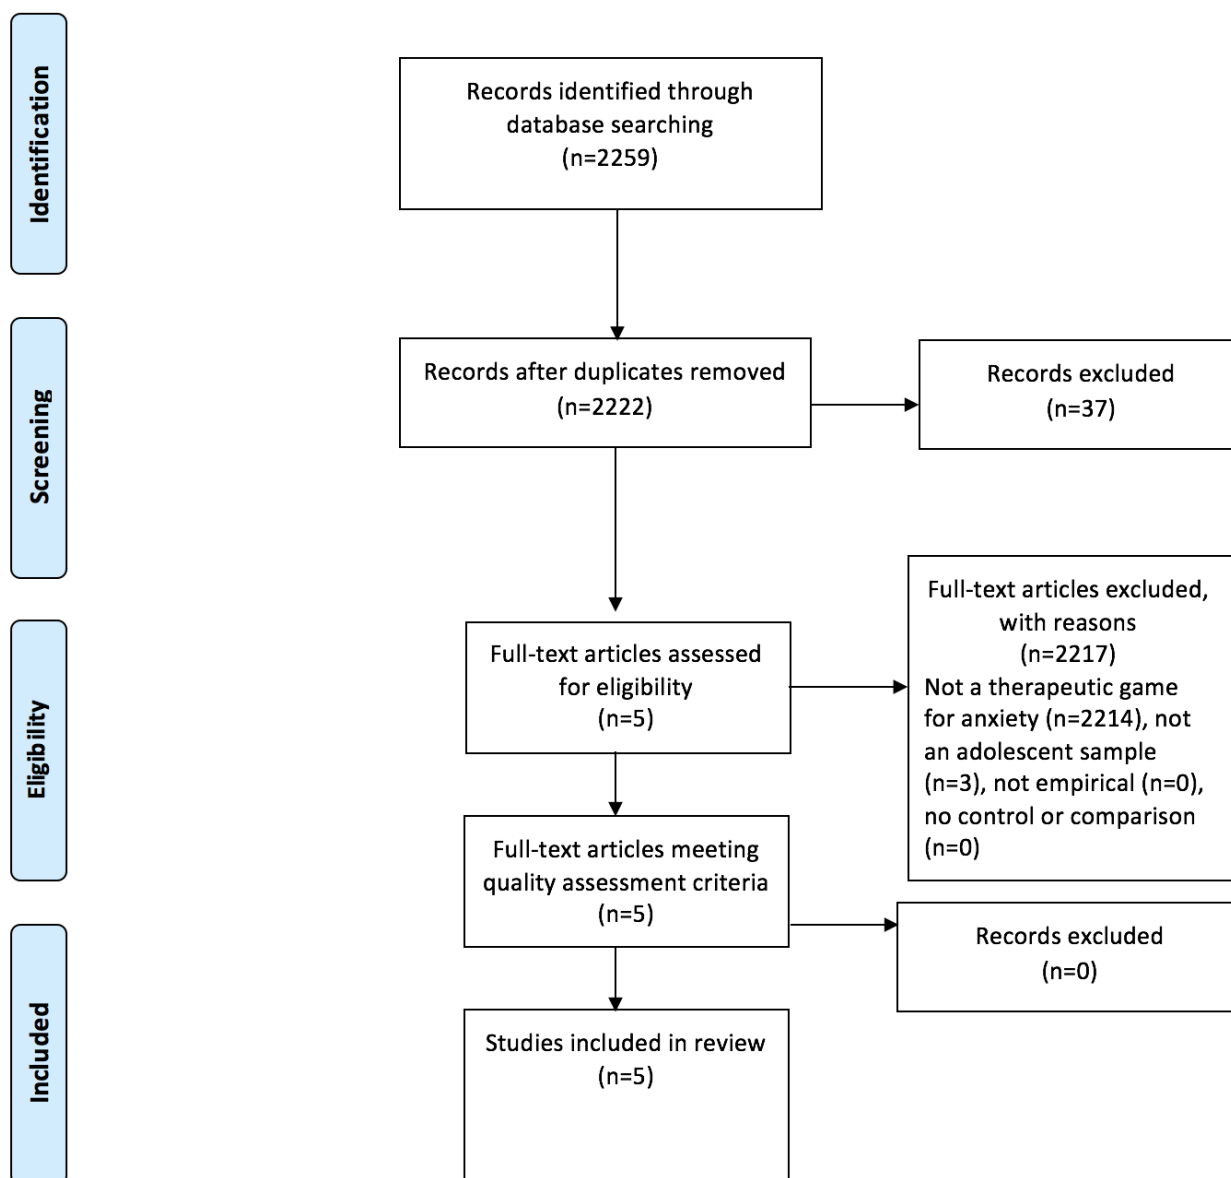 Identification
Records identified through
database searching
(n=2259)
Screening
Records after duplicates removed
(n=2222)
Records excluded
(n=37)
Eligibility
Full-text articles assessed
for eligibility
(n=5)
Full-text articles excluded,
with reasons
(n=2217)
Not a therapeutic game
for anxiety (n=2214), not
an adolescent sample
(n=3), not empirical (n=0),
no control or comparison
(n=0)
Full-text articles meeting
quality assessment criteria
(n=5)
Records excluded
(n=0)
Included
Studies included in review
(n=5)